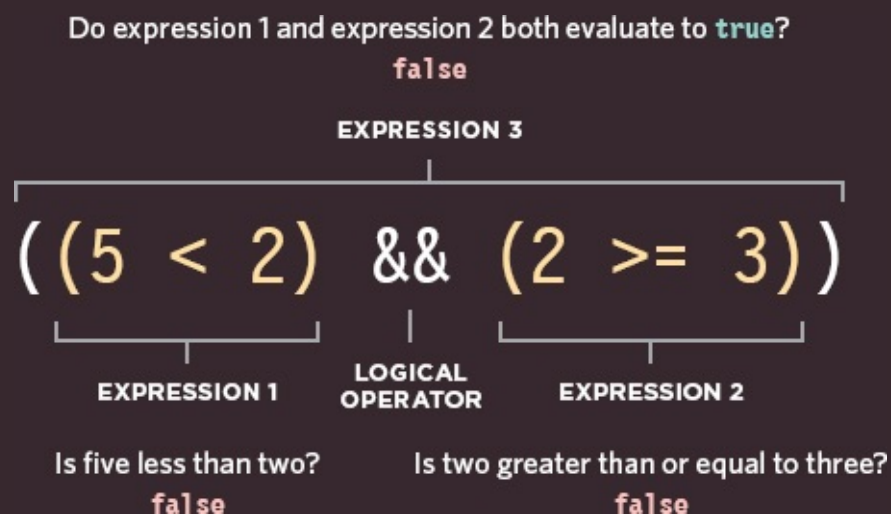 Do expression 1 and expression 2 both evaluate to true?
false
EXPRESSION 3
((5 < 2) && (2 >= 3))
EXPRESSION 1
LOGICAL
OPERATOR
EXPRESSION 2
Is five less than two?
false
Is two greater than or equal to three?
false